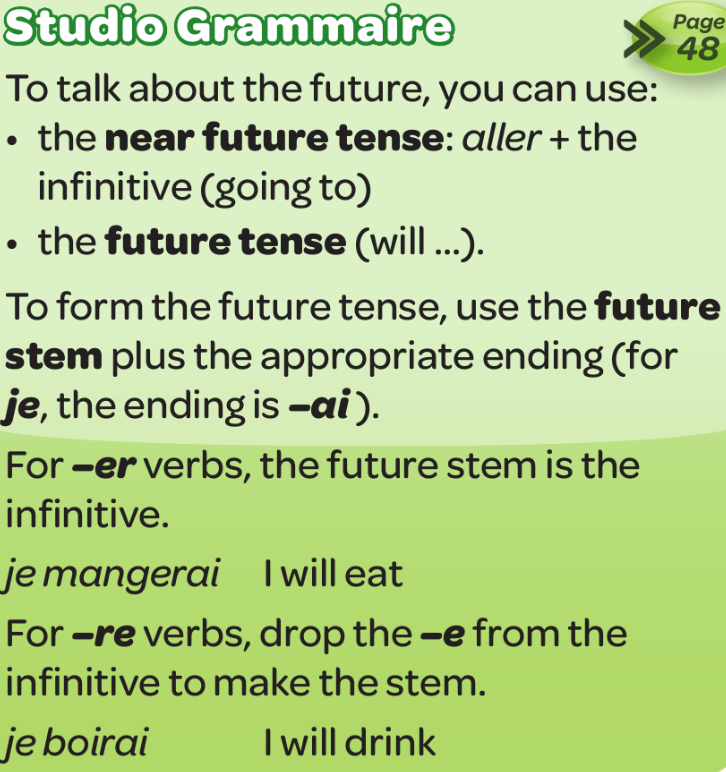 Studio Grammaire
Page
48
To talk about the future, you can use:
• the near future tense: aller + the
infinitive (going to)
• the future tense (will ...).
To form the future tense, use the future
stem plus the appropriate ending (for
je, the ending is –ai ).
For –er verbs, the future stem is the
infinitive.
je mangerai I will eat
For –re verbs, drop the –e from the
infinitive to make the stem.
je boirai I will drink